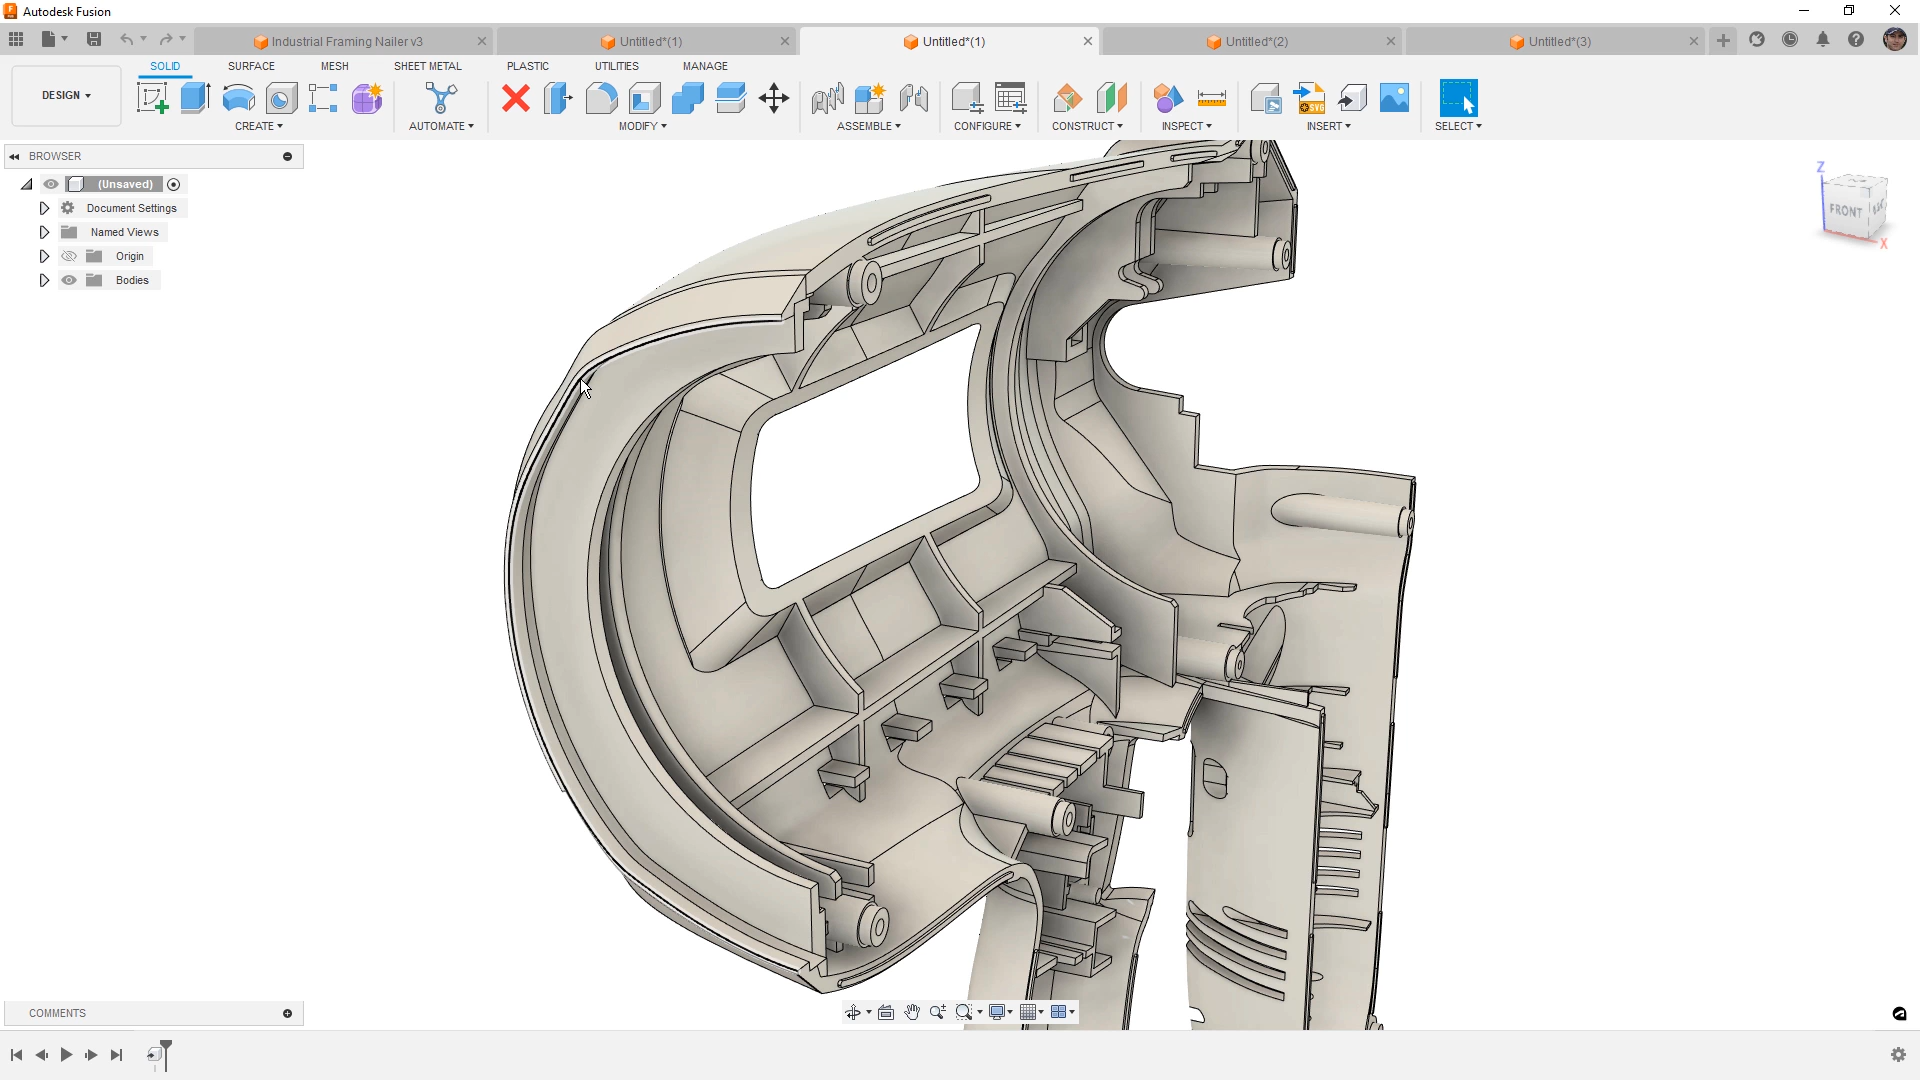 Autodesk Fusion
Industrial Framing Nailer v3
Untitled*(1)
Untitled*(1)
Untitled*(2)
Untitled*(3)
DESIGN
SOLID
SURFACE
MESH
SHEET METAL
PLASTIC
UTILITIES
MANAGE
CREATE
AUTOMATE
MODIFY
ASSEMBLE
CONFIGURE
CONSTRUCT
INSPECT
INSERT
SELECT
SVG
BROWSER
(Unsaved)
Document Settings
Named Views
Origin
Bodies
Z
FRONT
X
COMMENTS